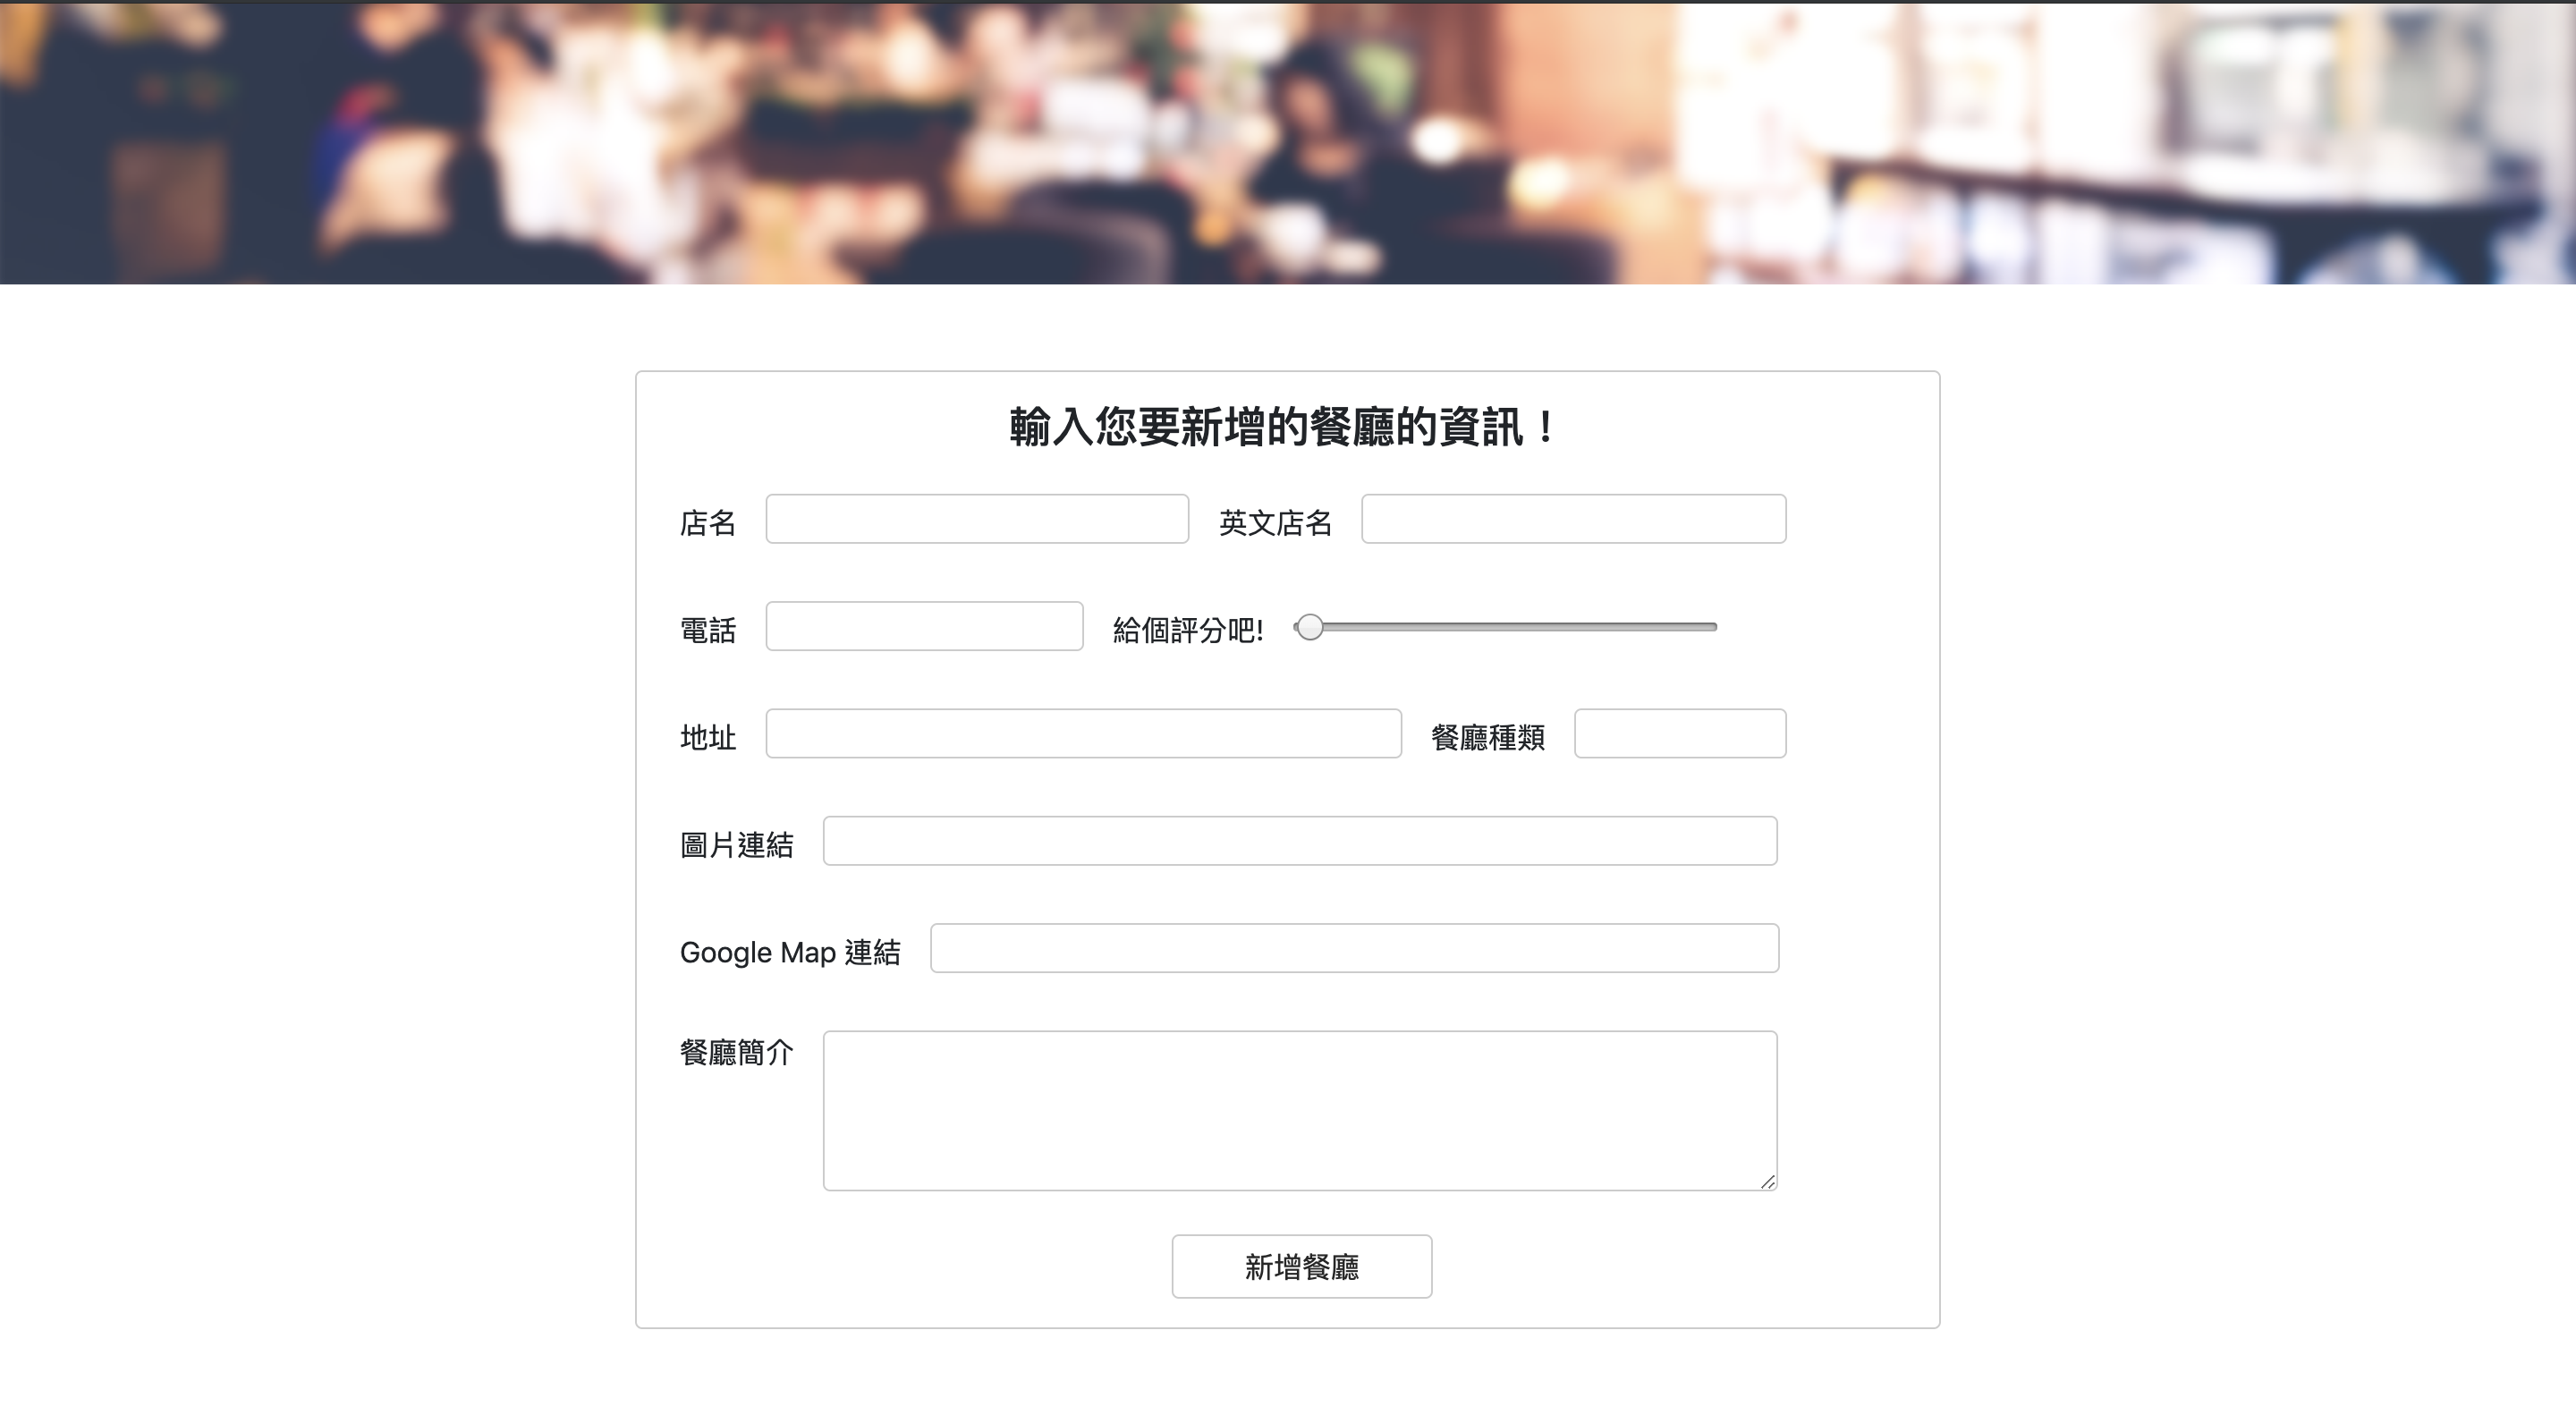 輸入您要新增的餐廳的資訊！
店名 英文店名
電話 給個評分吧!
地址 餐廳種類
圖片連結
Google Map 連結
餐廳簡介
新增餐廳